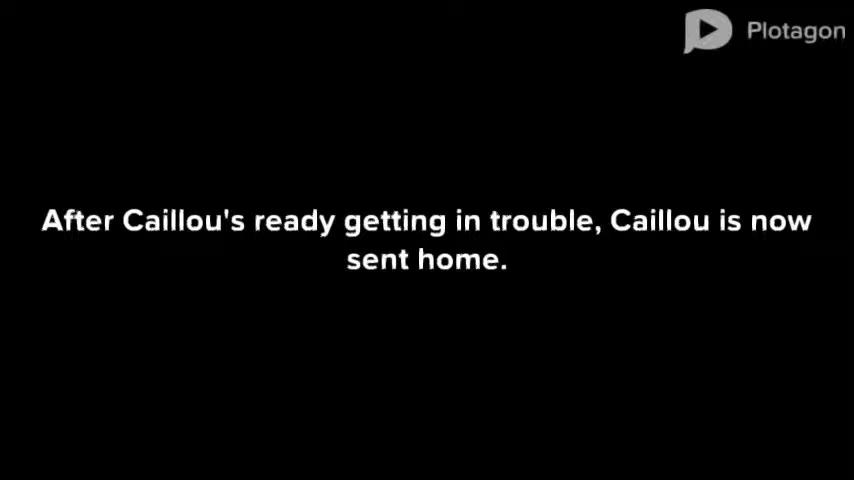 Plotagon
After Caillou's ready getting in trouble, Caillou is now
sent home.